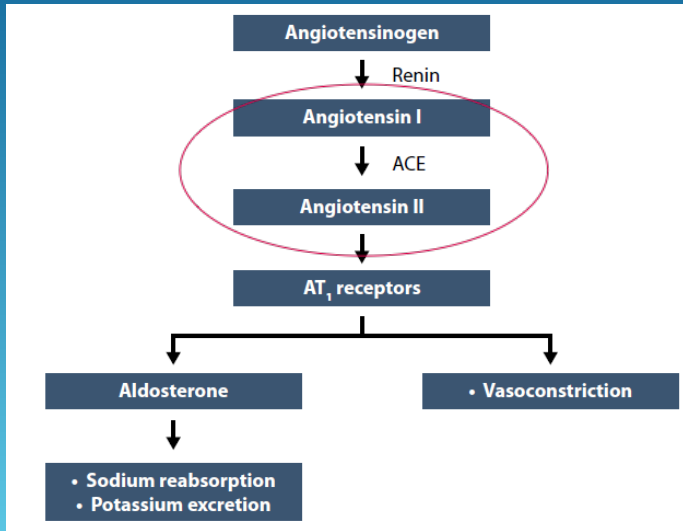 Angiotensinogen
Renin
Angiotensin I
ACE
Angiotensin II
AT₁ receptors
Aldosterone
• Vasoconstriction
• Sodium reabsorption
• Potassium excretion